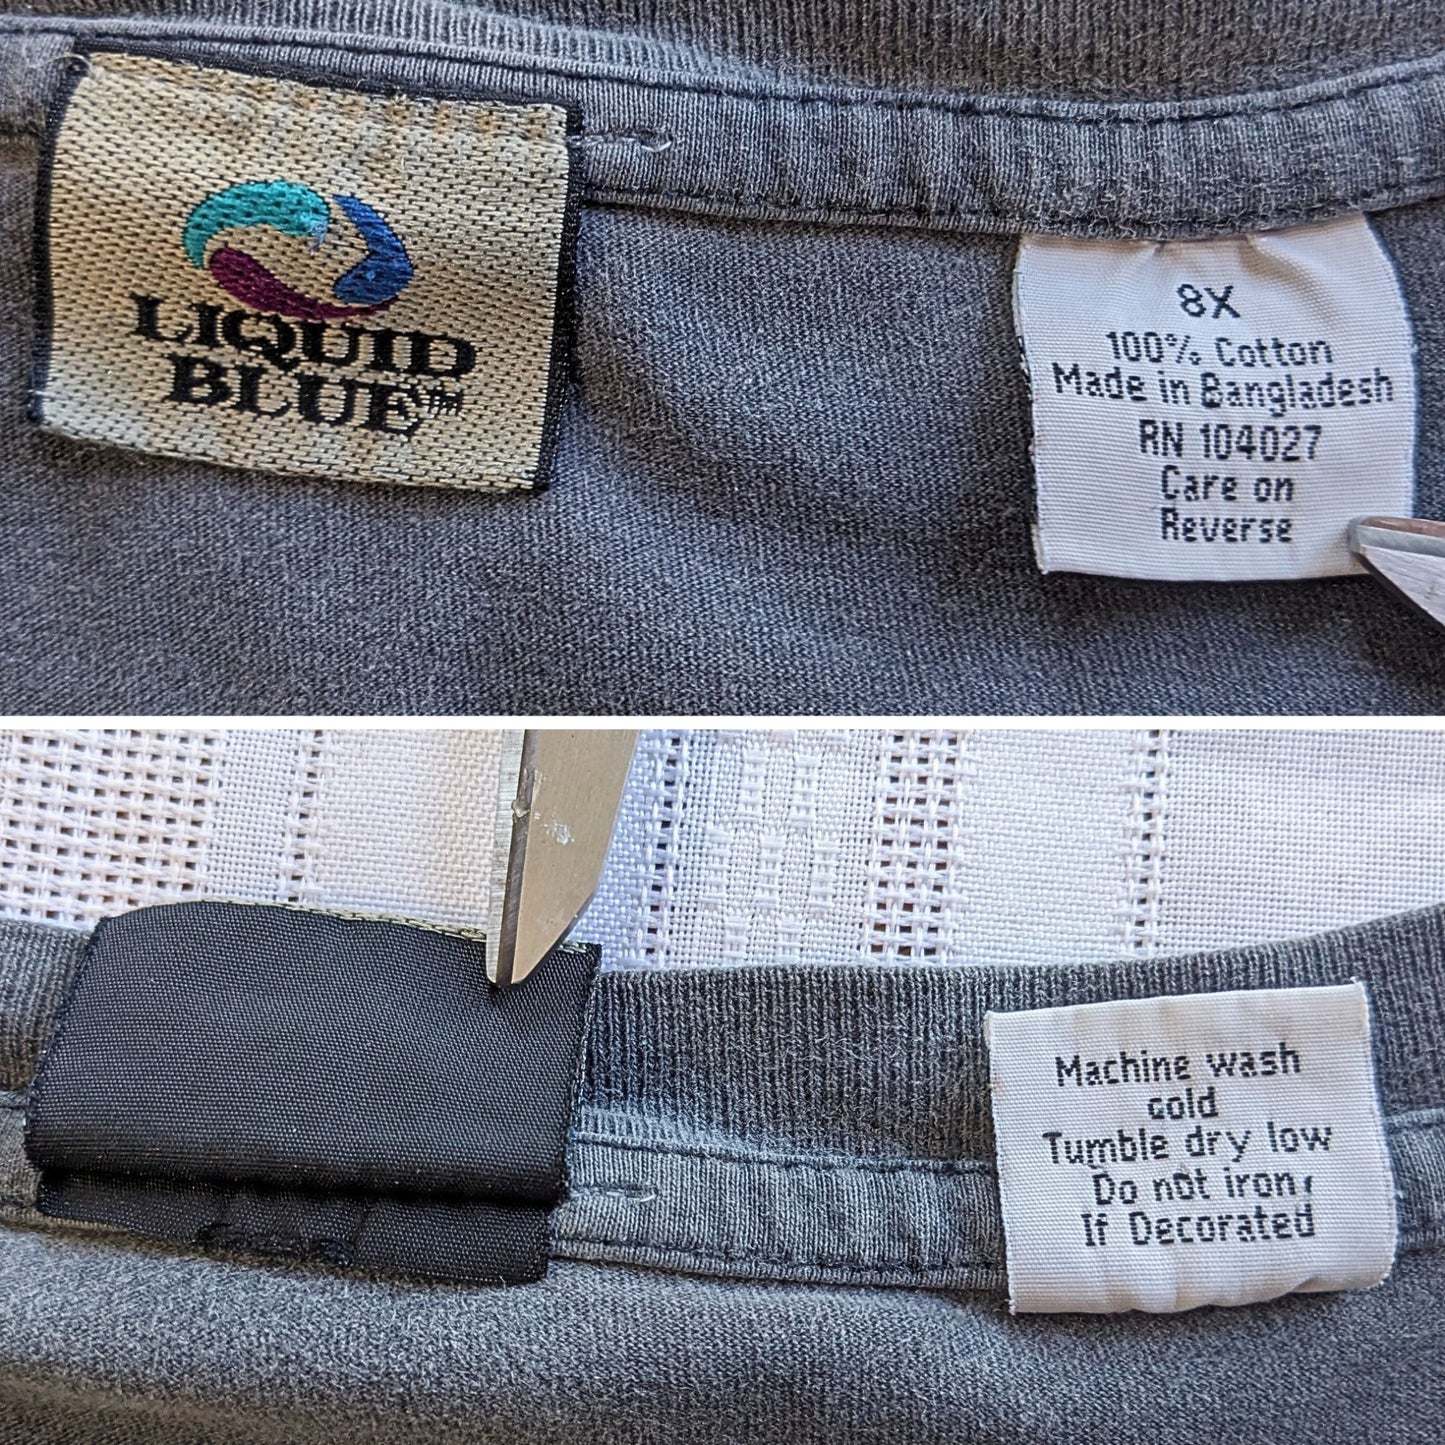 LIQUID
BLUE™
8X
100% Cotton
Made in Bangladesh
RN 104027
Care on
Reverse
Machine wash
cold
Tumble dry low
Do not iron,
If Decorated